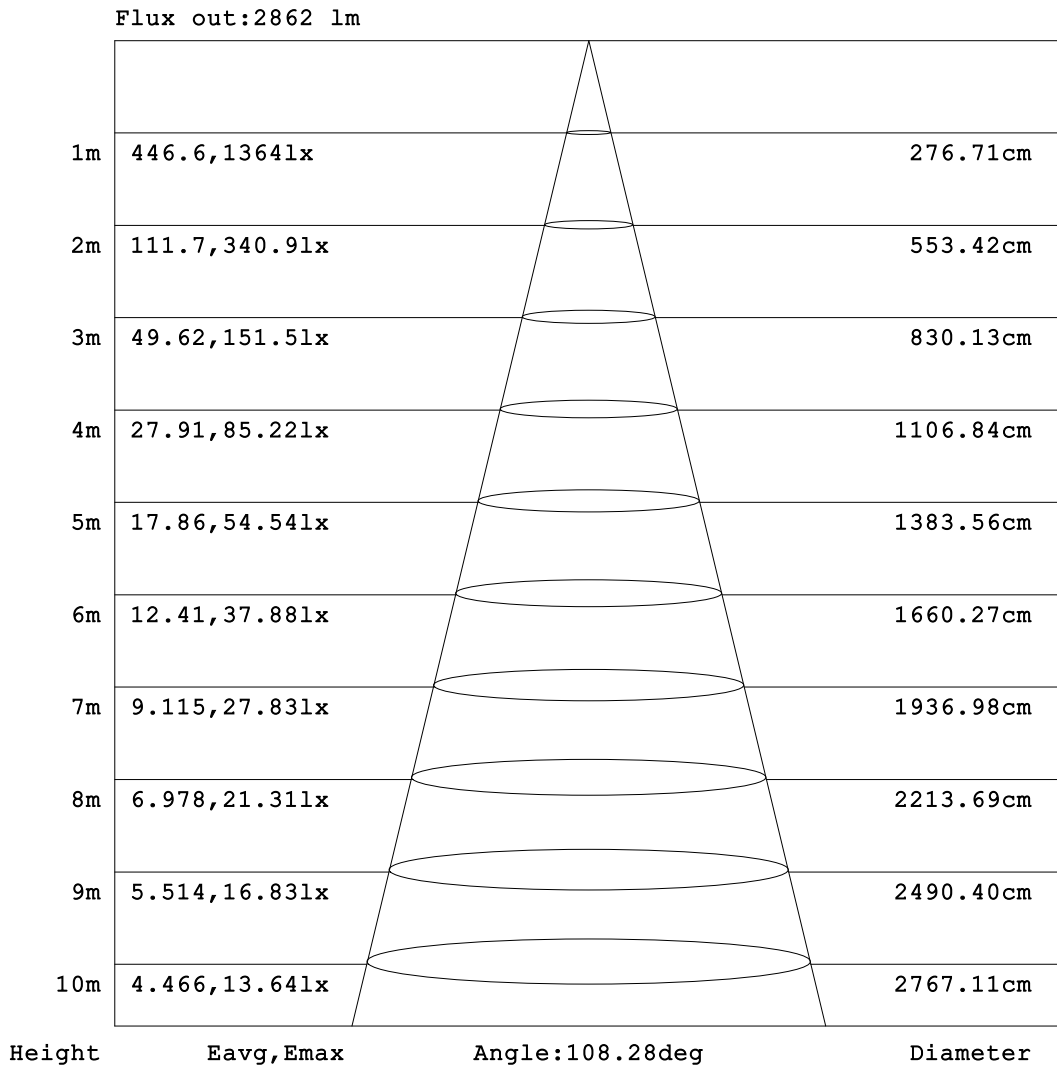 Flux out:2862 lm
1m 446.6,1364lx 276.71cm
2m 111.7,340.9lx 553.42cm
3m 49.62,151.5lx 830.13cm
4m 27.91,85.22lx 1106.84cm
5m 17.86,54.54lx 1383.56cm
6m 12.41,37.88lx 1660.27cm
7m 9.115,27.83lx 1936.98cm
8m 6.978,21.31lx 2213.69cm
9m 5.514,16.83lx 2490.40cm
10m 4.466,13.64lx 2767.11cm
Height Eavg,Emax Angle:108.28deg Diameter